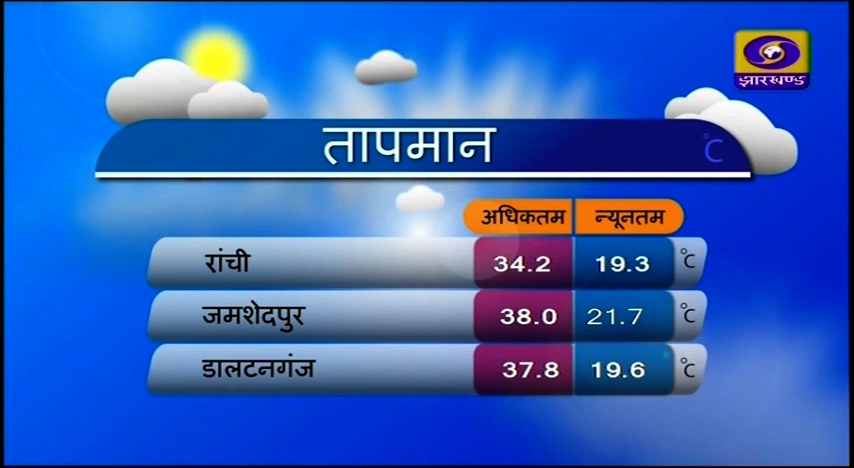 झारखण्ड
तापमान °C
अधिकतम न्यूनतम
रांची 34.2 19.3 °C
जमशेदपुर 38.0 21.7 °C
डालटनगंज 37.8 19.6 °C